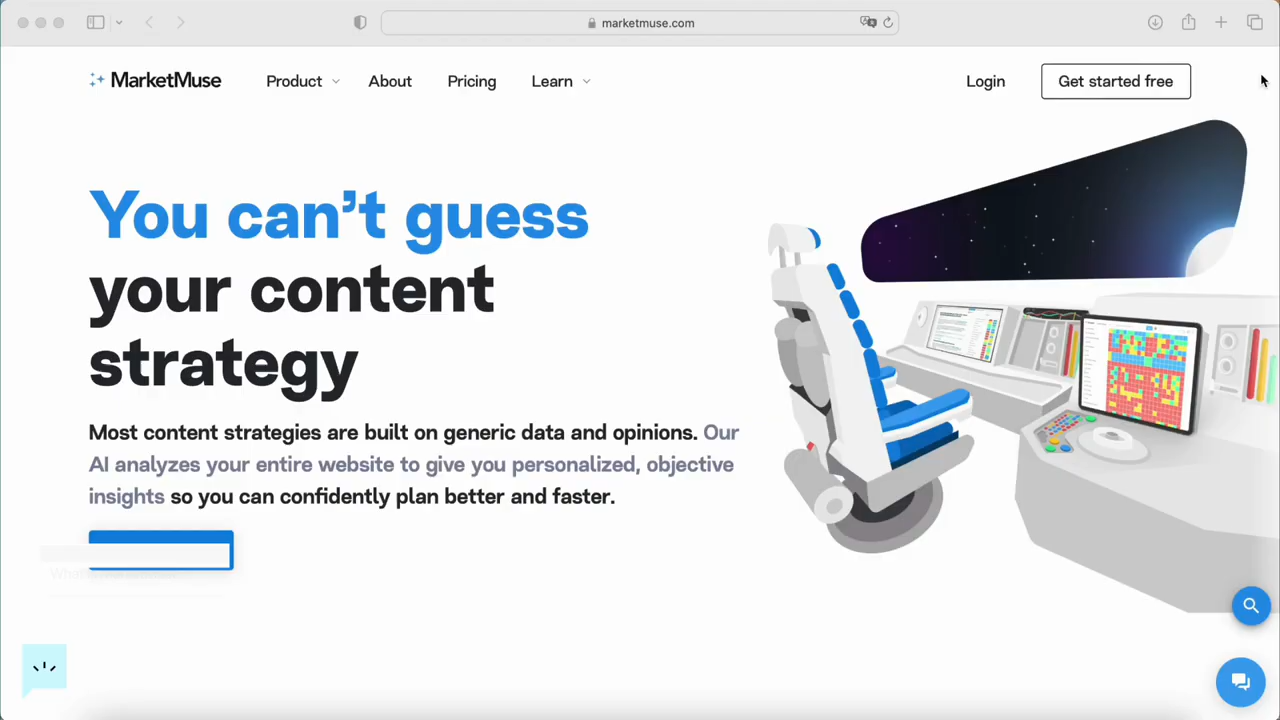 marketmuse.com
MarketMuse
Product
About
Pricing
Learn
Login
Get started free
You can't guess
your content
strategy
Most content strategies are built on generic data and opinions. Our
AI analyzes your entire website to give you personalized, objective
insights so you can confidently plan better and faster.